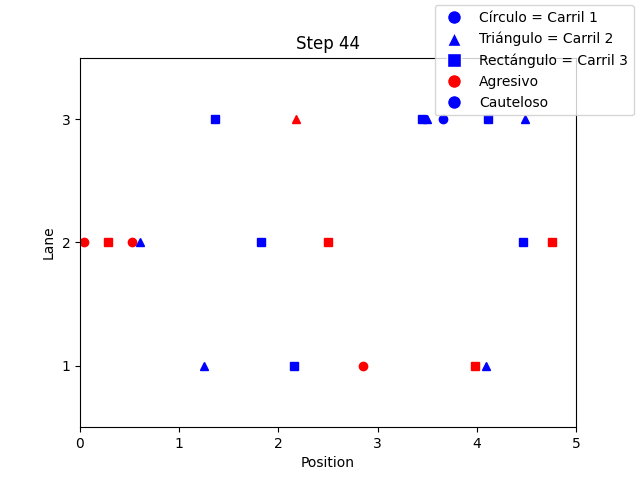 Step 44
Círculo = Carril 1
Triángulo = Carril 2
Rectángulo = Carril 3
Agresivo
Cauteloso
Lane
3
2
1
0 1 2 3 4 5
Position